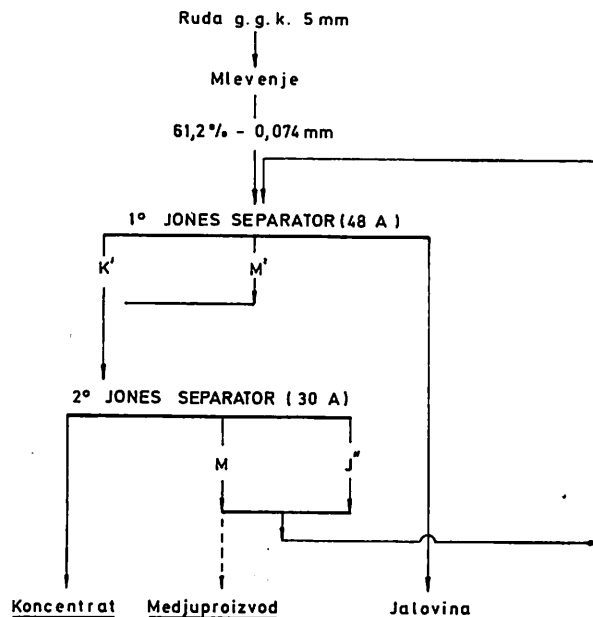 Ruda g.g.k. 5 mm
Mlevenje
61,2% - 0,074 mm
1° JONES SEPARATOR (48 A)
K' M'
2° JONES SEPARATOR (30 A)
M J"
Koncentrat Medjuproizvod Jalovina